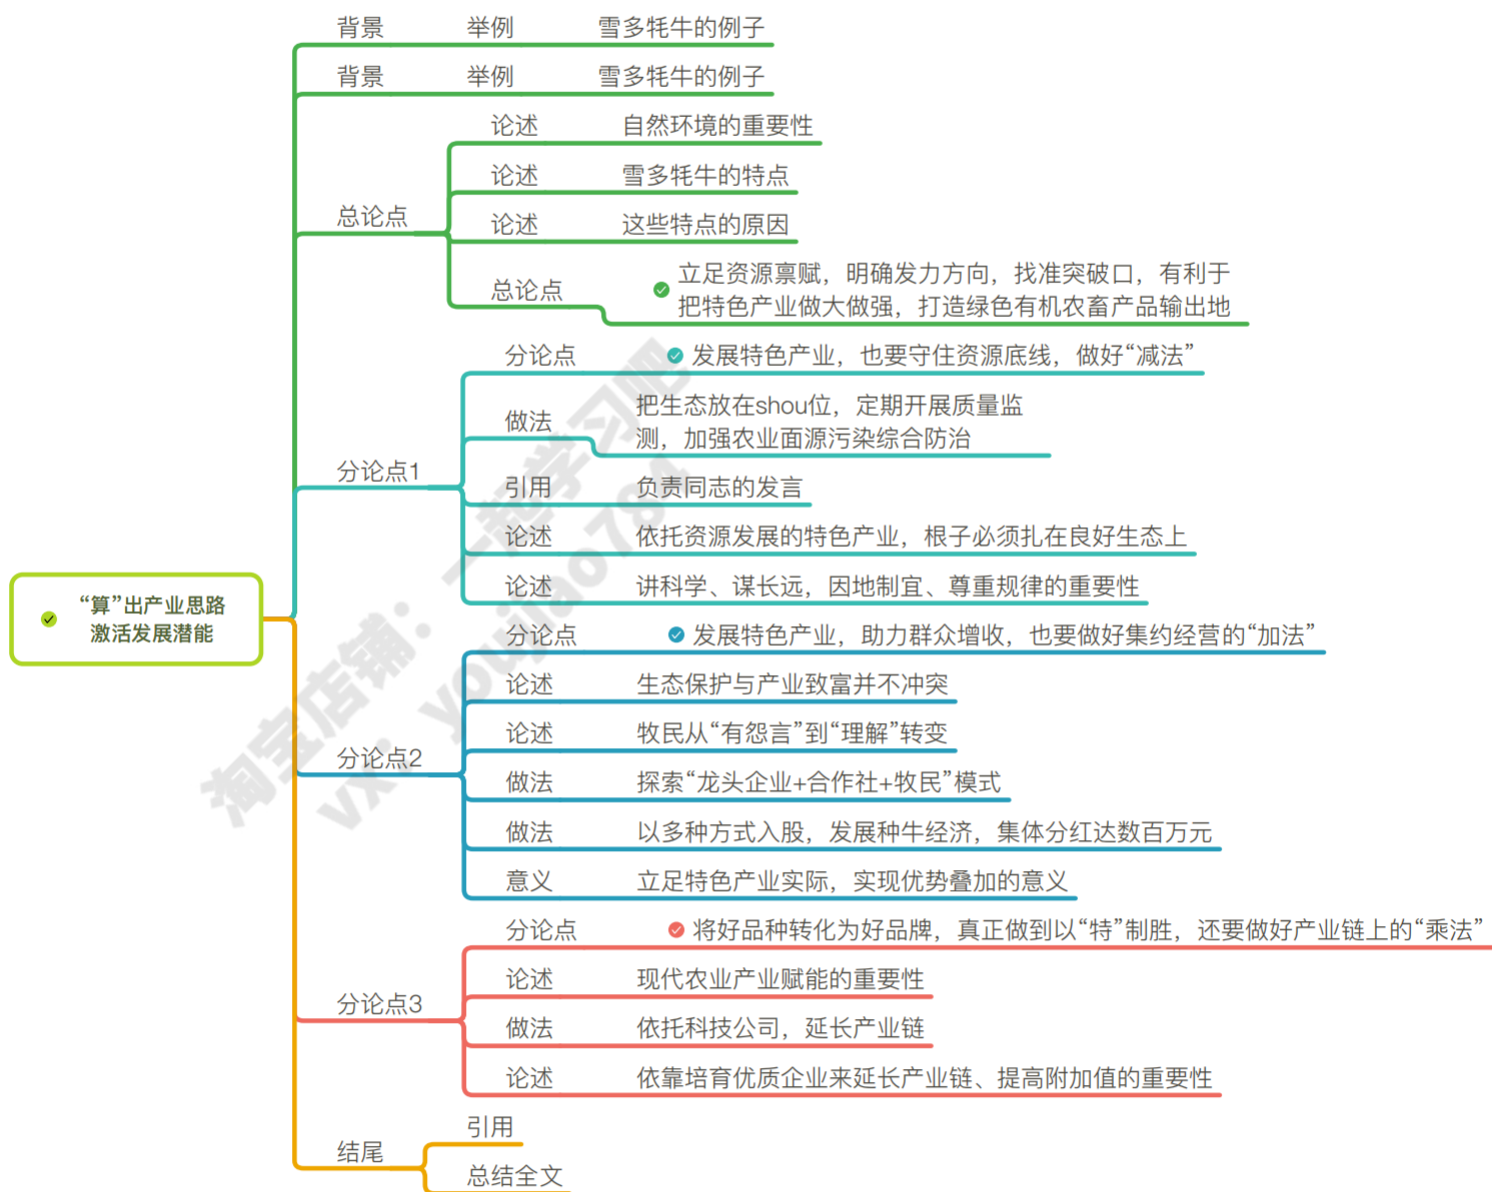 背景 举例 雪多牦牛的例子
背景 举例 雪多牦牛的例子
总论点
论述 自然环境的重要性
论述 雪多牦牛的特点
论述 这些特点的原因
总论点 立足资源禀赋，明确发力方向，找准突破口，有利于
把特色产业做大做强，打造绿色有机农畜产品输出地
分论点1
分论点 发展特色产业，也要守住资源底线，做好“减法”
做法 把生态放在shou位，定期开展质量监
测，加强农业面源污染综合防治
引用 负责同志的发言
论述 依托资源发展的特色产业，根子必须扎在良好生态上
论述 讲科学、谋长远，因地制宜、尊重规律的重要性
“算”出产业思路
激活发展潜能
分论点2
分论点 发展特色产业，助力群众增收，也要做好集约经营的“加法”
论述 生态保护与产业致富并不冲突
论述 牧民从“有怨言”到“理解”转变
做法 探索“龙头企业+合作社+牧民”模式
做法 以多种方式入股，发展种牛经济，集体分红达数百万元
意义 立足特色产业实际，实现优势叠加的意义
分论点3
分论点 将好品种转化为好品牌，真正做到以“特”制胜，还要做好产业链上的“乘法”
论述 现代农业产业赋能的重要性
做法 依托科技公司，延长产业链
论述 依靠培育优质企业来延长产业链、提高附加值的重要性
结尾
引用
总结全文
淘宝店铺：一起学习吧
vx：youjiao784